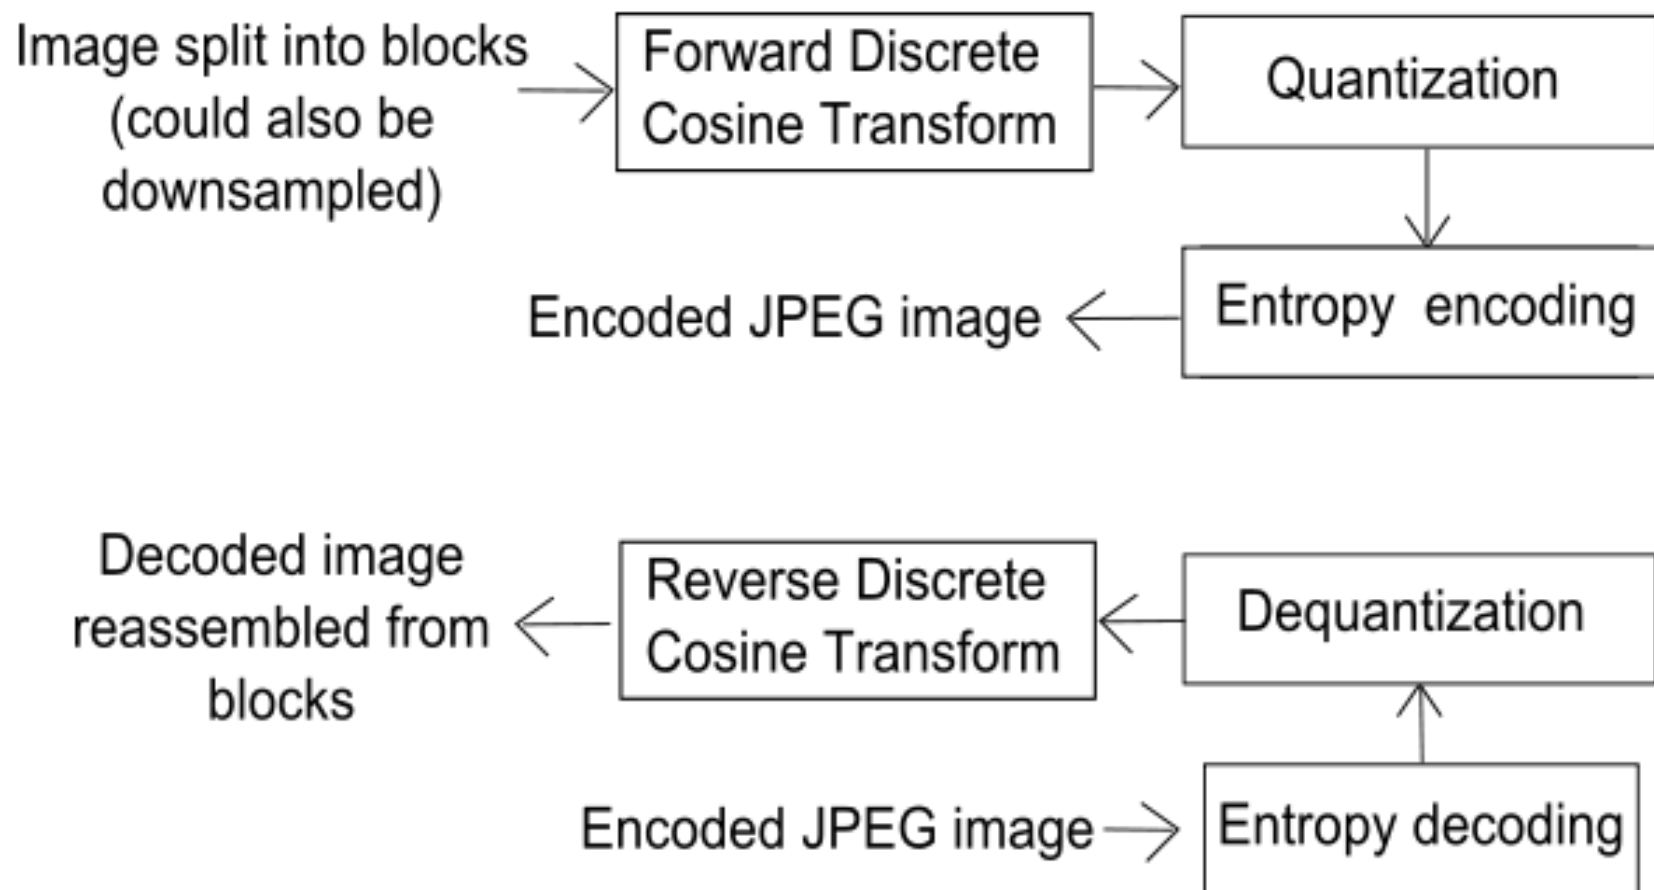 Image split into blocks
(could also be
downsampled)
Forward Discrete
Cosine Transform
Quantization
Entropy encoding
Encoded JPEG image
Decoded image
reassembled from
blocks
Reverse Discrete
Cosine Transform
Dequantization
Encoded JPEG image
Entropy decoding